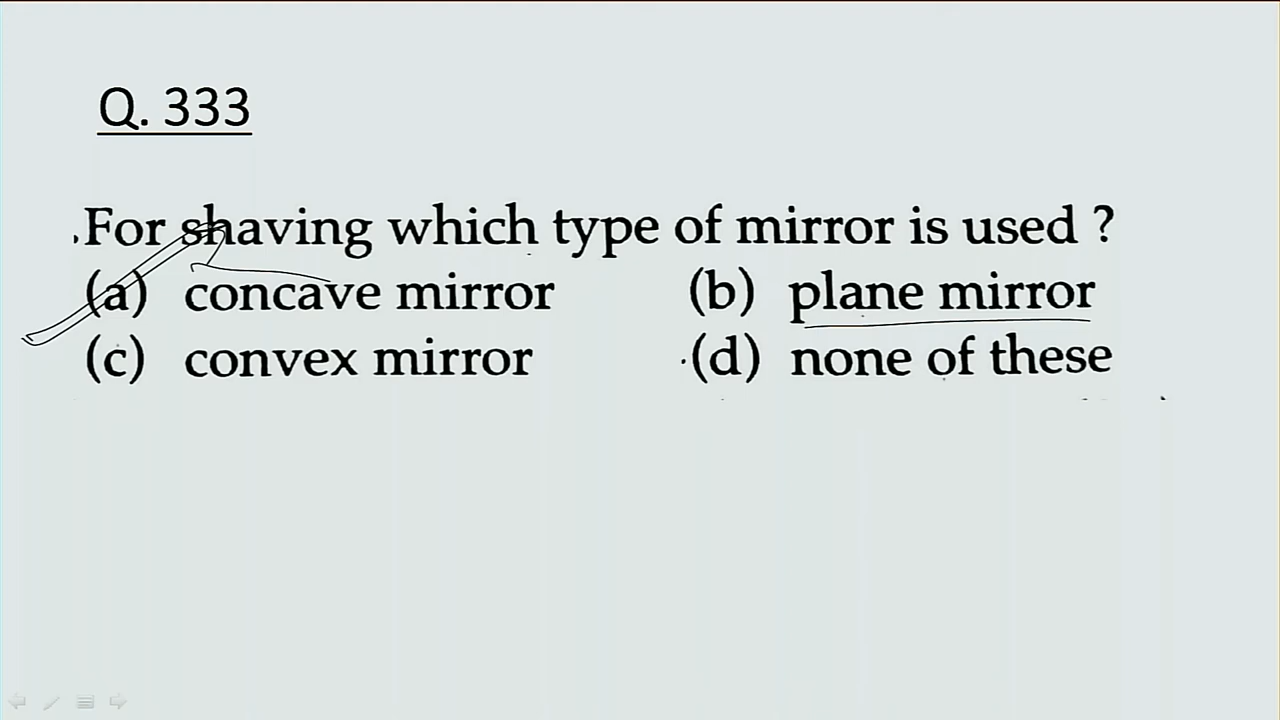 Q. 333
For shaving which type of mirror is used ?
(a) concave mirror (b) plane mirror
(c) convex mirror (d) none of these